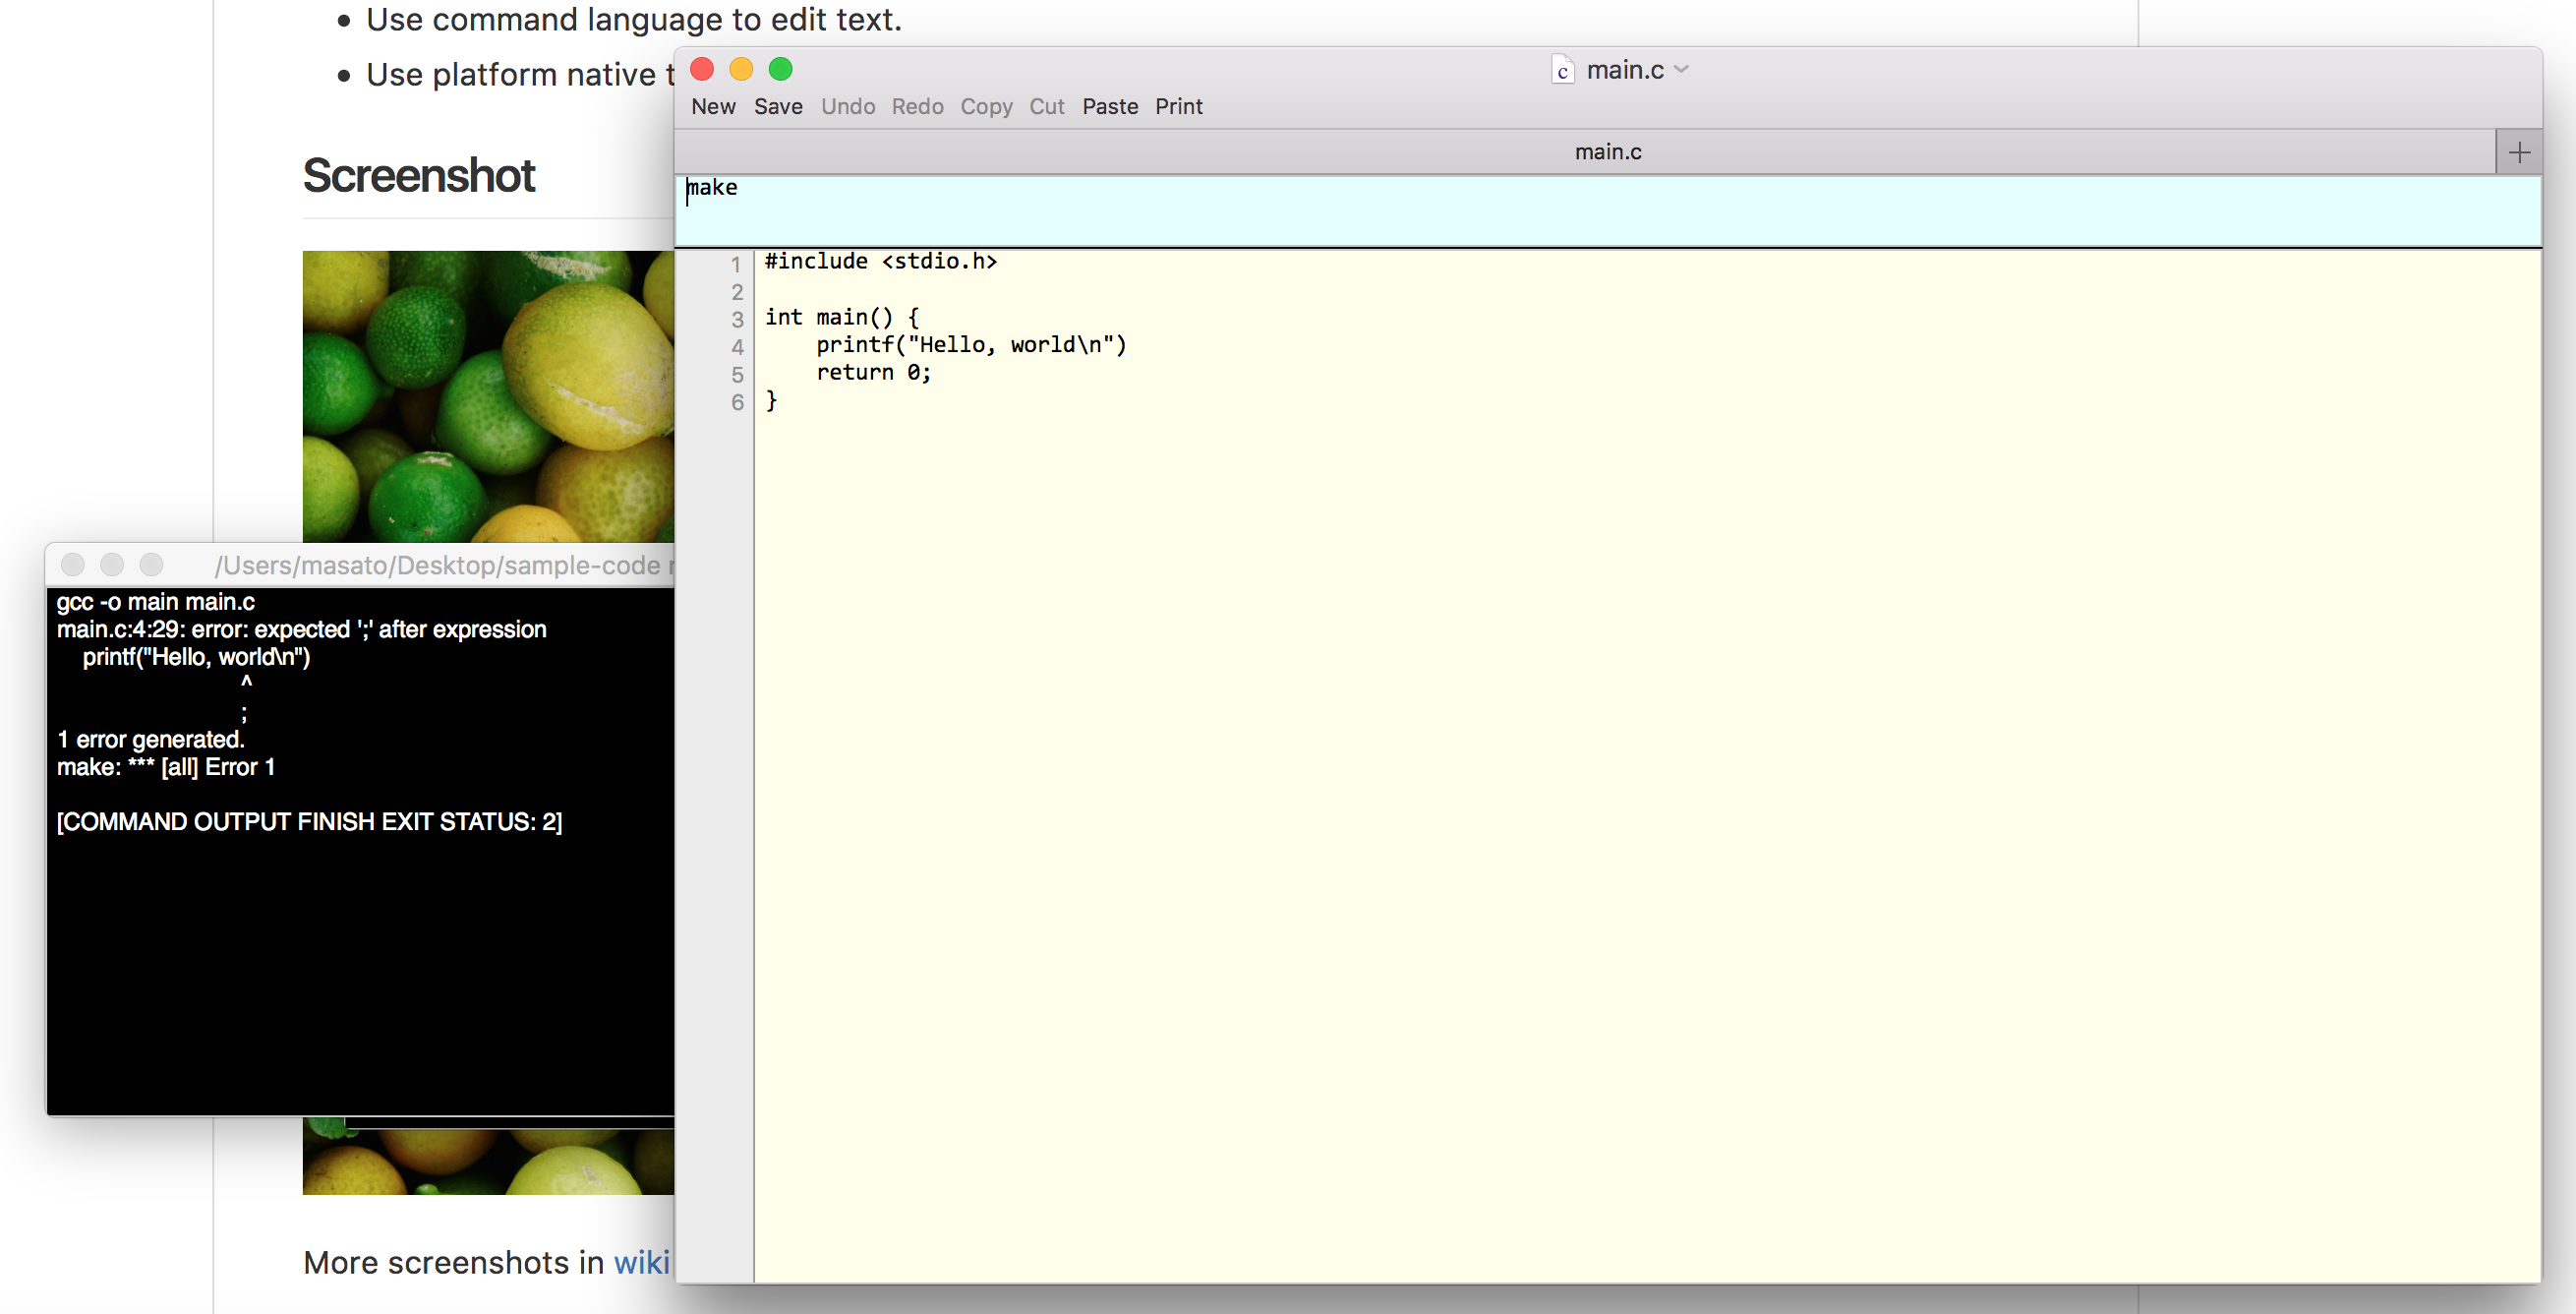 • Use command language to edit text.
• Use platform native t
Screenshot
main.c
New Save Undo Redo Copy Cut Paste Print
main.c
make
1 #include <stdio.h>
2
3 int main() {
4     printf("Hello, world\n")
5     return 0;
6 }
/Users/masato/Desktop/sample-code
gcc -o main main.c
main.c:4:29: error: expected ';' after expression
    printf("Hello, world\n")
                            ^
                            ;
1 error generated.
make: *** [all] Error 1
[COMMAND OUTPUT FINISH EXIT STATUS: 2]
More screenshots in wiki